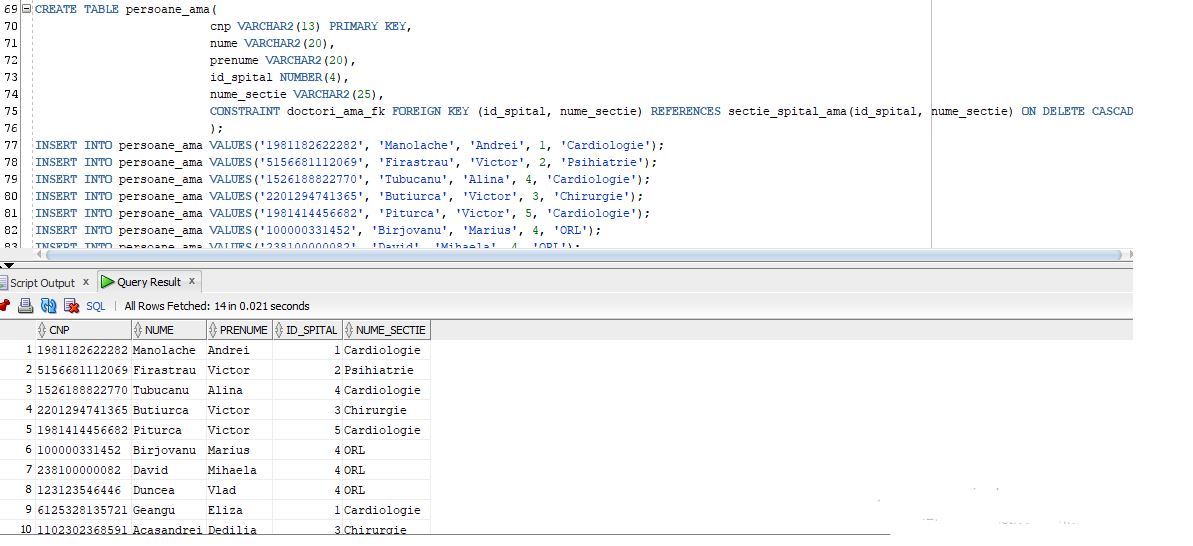 69 CREATE TABLE persoane_ama(
70 cnp VARCHAR2(13) PRIMARY KEY,
71 nume VARCHAR2(20),
72 prenume VARCHAR2(20),
73 id_spital NUMBER(4),
74 nume_sectie VARCHAR2(25),
75 CONSTRAINT doctori_ama_fk FOREIGN KEY (id_spital, nume_sectie) REFERENCES sectie_spital_ama(id_spital, nume_sectie) ON DELETE CASCAD
76 );
77 INSERT INTO persoane_ama VALUES('1981182622282', 'Manolache', 'Andrei', 1, 'Cardiologie');
78 INSERT INTO persoane_ama VALUES('5156681112069', 'Firastrau', 'Victor', 2, 'Psihiatrie');
79 INSERT INTO persoane_ama VALUES('1526188822770', 'Tubucanu', 'Alina', 4, 'Cardiologie');
80 INSERT INTO persoane_ama VALUES('2201294741365', 'Butiurca', 'Victor', 3, 'Chirurgie');
81 INSERT INTO persoane_ama VALUES('1981414456682', 'Piturca', 'Victor', 5, 'Cardiologie');
82 INSERT INTO persoane_ama VALUES('100000331452', 'Birjovanu', 'Marius', 4, 'ORL');
83 INSERT INTO persoane_ama VALUES('238100000082', 'David', 'Mihaela', 4, 'ORL');
Script Output x Query Result x
SQL | All Rows Fetched: 14 in 0.021 seconds
CNP NUME PRENUME ID_SPITAL NUME_SECTIE
1 1981182622282 Manolache Andrei 1 Cardiologie
2 5156681112069 Firastrau Victor 2 Psihiatrie
3 1526188822770 Tubucanu Alina 4 Cardiologie
4 2201294741365 Butiurca Victor 3 Chirurgie
5 1981414456682 Piturca Victor 5 Cardiologie
6 100000331452 Birjovanu Marius 4 ORL
7 238100000082 David Mihaela 4 ORL
8 123123546446 Duncea Vlad 4 ORL
9 6125328135721 Geangu Eliza 1 Cardiologie
10 1102302368591 Acasandrei Dedilia 3 Chirurgie